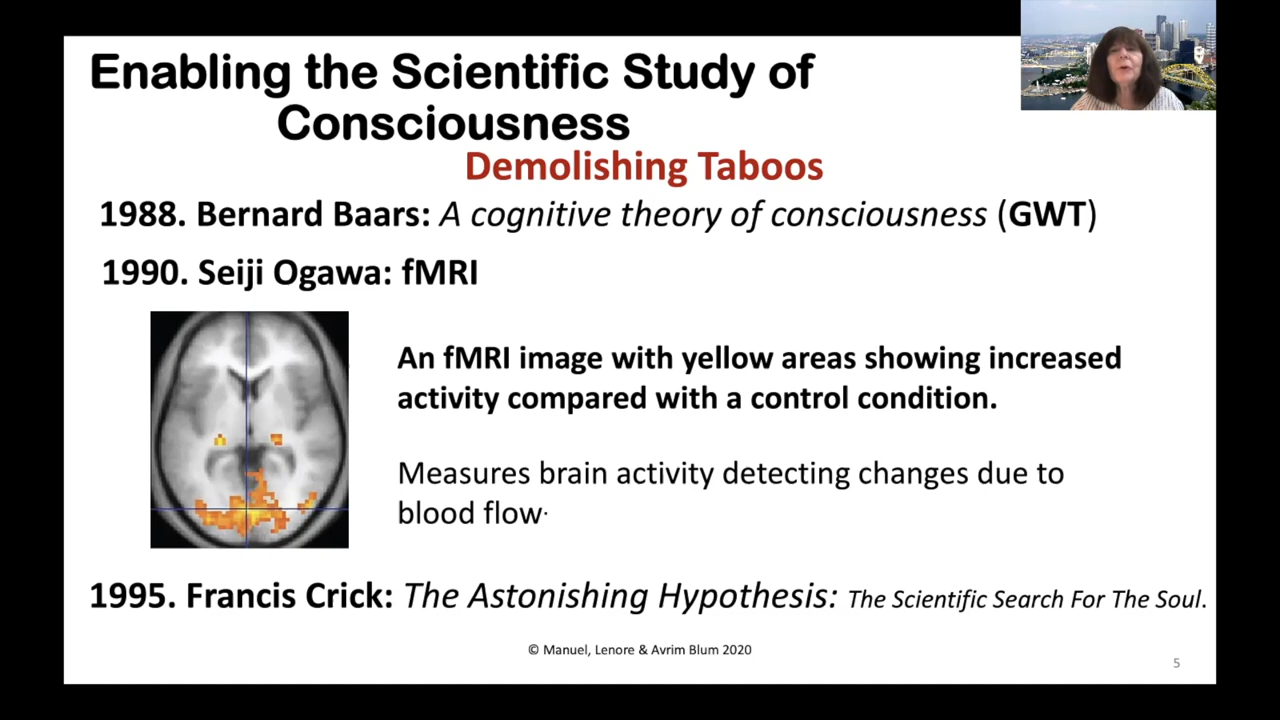 Enabling the Scientific Study of
Consciousness
Demolishing Taboos
1988. Bernard Baars: A cognitive theory of consciousness (GWT)
1990. Seiji Ogawa: fMRI
An fMRI image with yellow areas showing increased
activity compared with a control condition.
Measures brain activity detecting changes due to
blood flow.
1995. Francis Crick: The Astonishing Hypothesis: The Scientific Search For The Soul.
© Manuel, Lenore & Avrim Blum 2020
5